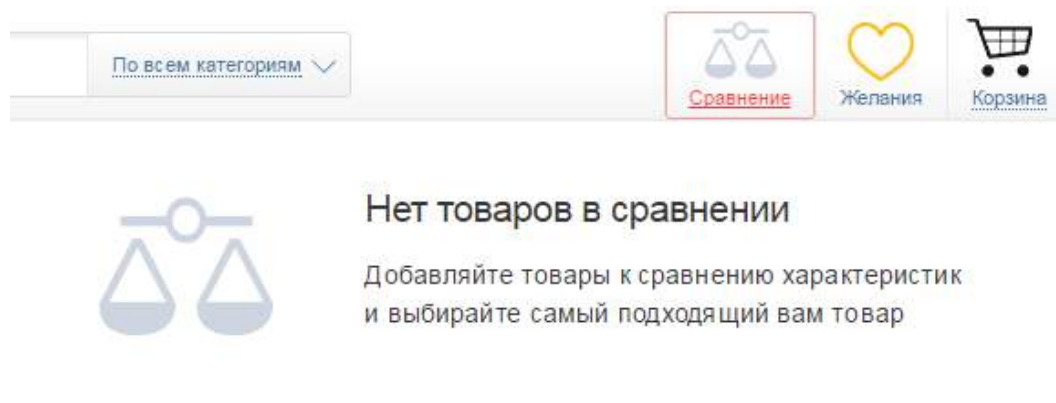 По всем категориям
Сравнение
Желания
Корзина
Нет товаров в сравнении
Добавляйте товары к сравнению характеристик
и выбирайте самый подходящий вам товар